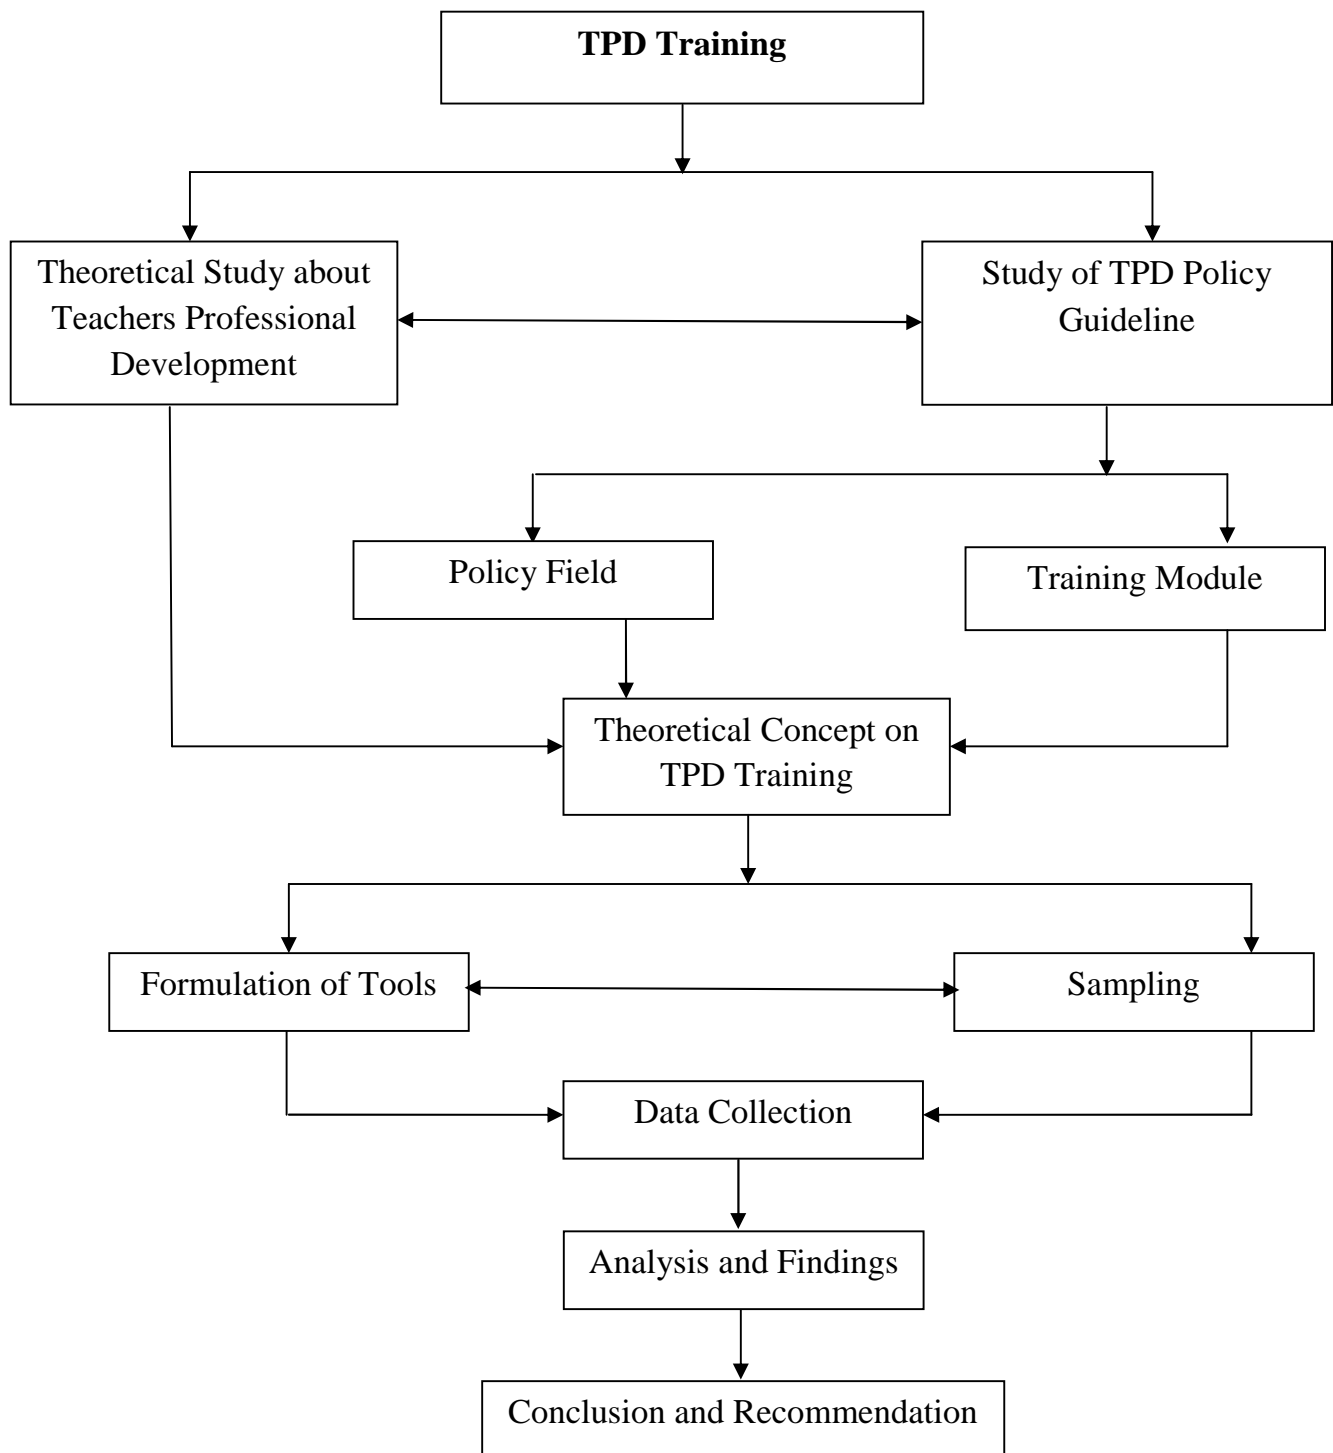 TPD Training
Theoretical Study about
Teachers Professional
Development
Study of TPD Policy
Guideline
Policy Field
Training Module
Theoretical Concept on
TPD Training
Formulation of Tools
Sampling
Data Collection
Analysis and Findings
Conclusion and Recommendation